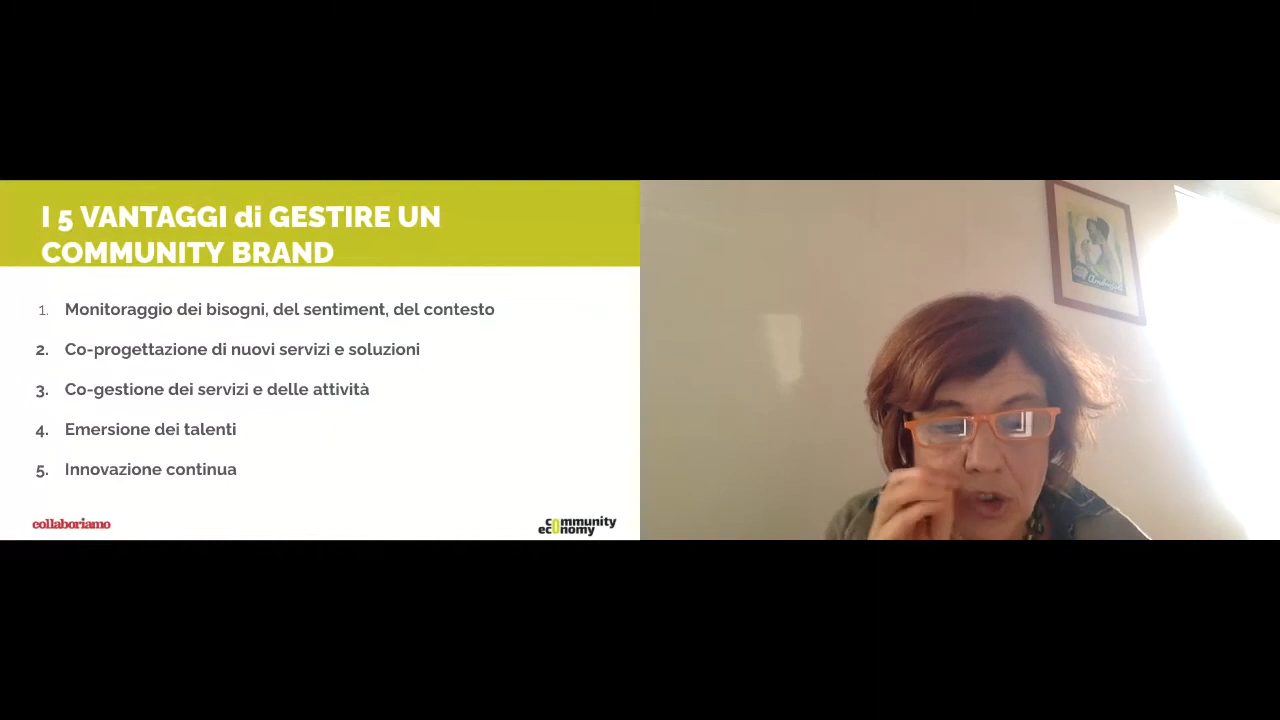 I 5 VANTAGGI di GESTIRE UN
COMMUNITY BRAND
1. Monitoraggio dei bisogni, del sentiment, del contesto
2. Co-progettazione di nuovi servizi e soluzioni
3. Co-gestione dei servizi e delle attività
4. Emersione dei talenti
5. Innovazione continua
collaboriamo
community
economy